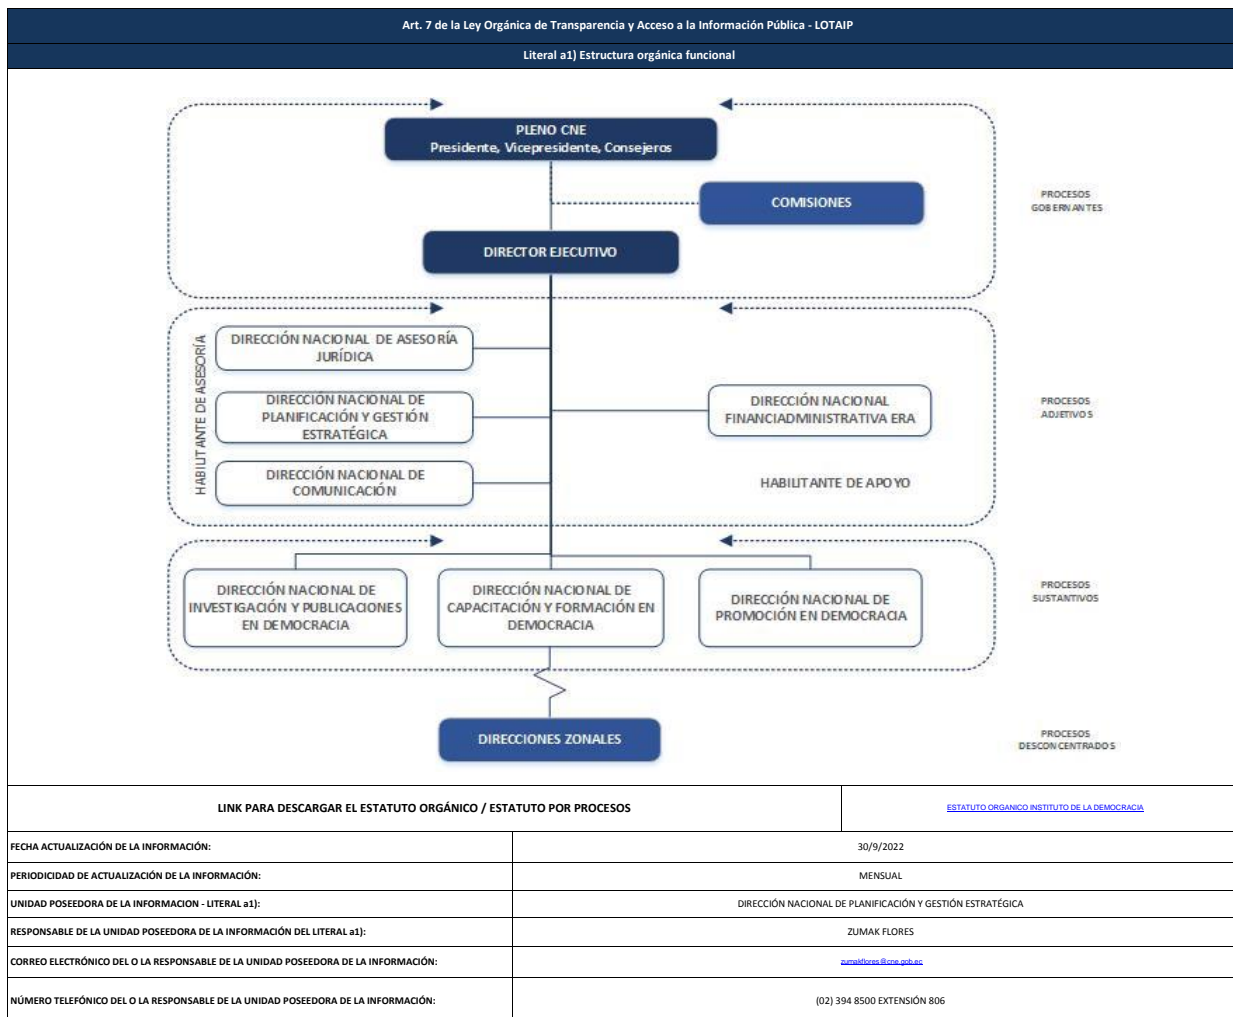 Art. 7 de la Ley Orgánica de Transparencia y Acceso a la Información Pública - LOTAIP
Literal a1) Estructura orgánica funcional
PLENO CNE
Presidente, Vicepresidente, Consejeros
COMISIONES
PROCESOS
GOBERNANTES
DIRECTOR EJECUTIVO
HABILITANTE DE ASESORÍA
DIRECCIÓN NACIONAL DE ASESORÍA
JURÍDICA
DIRECCIÓN NACIONAL DE
PLANIFICACIÓN Y GESTIÓN
ESTRATÉGICA
DIRECCIÓN NACIONAL DE
COMUNICACIÓN
DIRECCIÓN NACIONAL
FINANCIADMINISTRATIVA ERA
HABILITANTE DE APOYO
PROCESOS
ADJETIVOS
DIRECCIÓN NACIONAL DE
INVESTIGACIÓN Y PUBLICACIONES
EN DEMOCRACIA
DIRECCIÓN NACIONAL DE
CAPACITACIÓN Y FORMACIÓN EN
DEMOCRACIA
DIRECCIÓN NACIONAL DE
PROMOCIÓN EN DEMOCRACIA
PROCESOS
SUSTANTIVOS
DIRECCIONES ZONALES
PROCESOS
DESCONCENTRADOS
LINK PARA DESCARGAR EL ESTATUTO ORGÁNICO / ESTATUTO POR PROCESOS
ESTATUTO ORGANICO INSTITUTO DE LA DEMOCRACIA
FECHA ACTUALIZACIÓN DE LA INFORMACIÓN:
30/9/2022
PERIODICIDAD DE ACTUALIZACIÓN DE LA INFORMACIÓN:
MENSUAL
UNIDAD POSEEDORA DE LA INFORMACION - LITERAL a1):
DIRECCIÓN NACIONAL DE PLANIFICACIÓN Y GESTIÓN ESTRATÉGICA
RESPONSABLE DE LA UNIDAD POSEEDORA DE LA INFORMACIÓN DEL LITERAL a1):
ZUMAK FLORES
CORREO ELECTRÓNICO DEL O LA RESPONSABLE DE LA UNIDAD POSEEDORA DE LA INFORMACIÓN:
zumakflores@cne.gob.ec
NÚMERO TELEFÓNICO DEL O LA RESPONSABLE DE LA UNIDAD POSEEDORA DE LA INFORMACIÓN:
(02) 394 8500 EXTENSIÓN 806